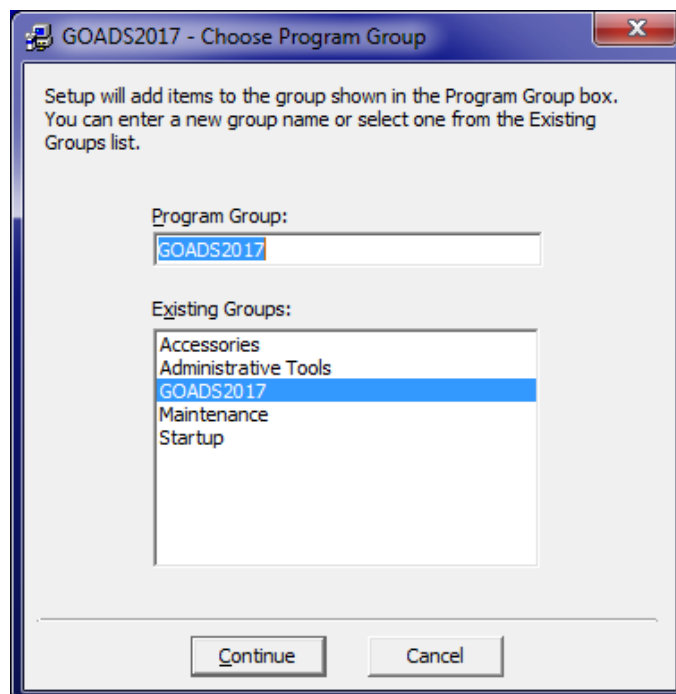 GOADS2017 - Choose Program Group
Setup will add items to the group shown in the Program Group box.
You can enter a new group name or select one from the Existing
Groups list.
Program Group:
GOADS2017
Existing Groups:
Accessories
Administrative Tools
GOADS2017
Maintenance
Startup
Continue
Cancel